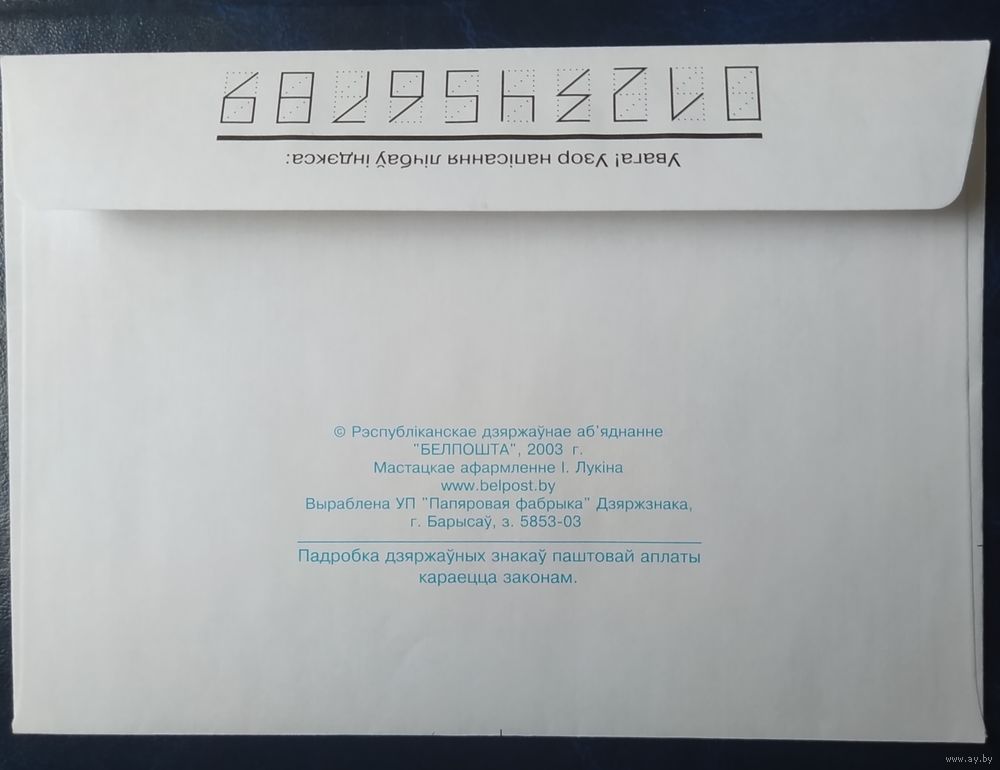 Увага! Узор напісання лічбаў індэкса:
0123456789
© Рэспубліканскае дзяржаўнае аб'яднанне
"БЕЛПОШТА", 2003 г.
Мастацкае афармленне І. Лукіна
www.belpost.by
Выраблена УП "Папяровая фабрыка" Дзяржзнака,
г. Барысаў, з. 5853-03
Падробка дзяржаўных знакаў паштовай аплаты
караецца законам.
www.ay.by